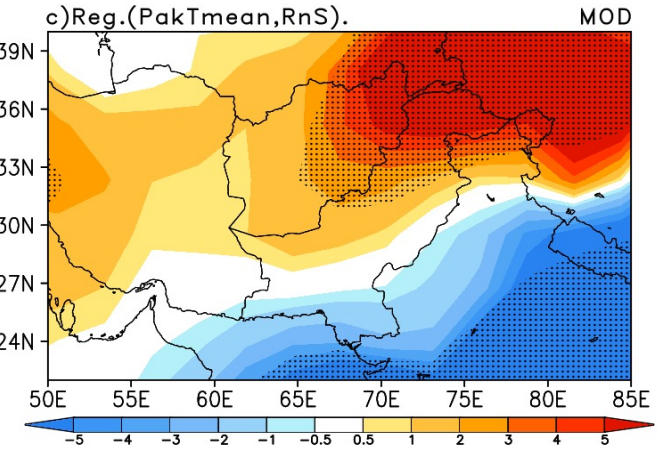 c)Reg.(PakTmean,RnS). MOD
39N
36N
33N
30N
27N
24N
50E 55E 60E 65E 70E 75E 80E 85E
-5 -4 -3 -2 -1 -0.5 0.5 1 2 3 4 5